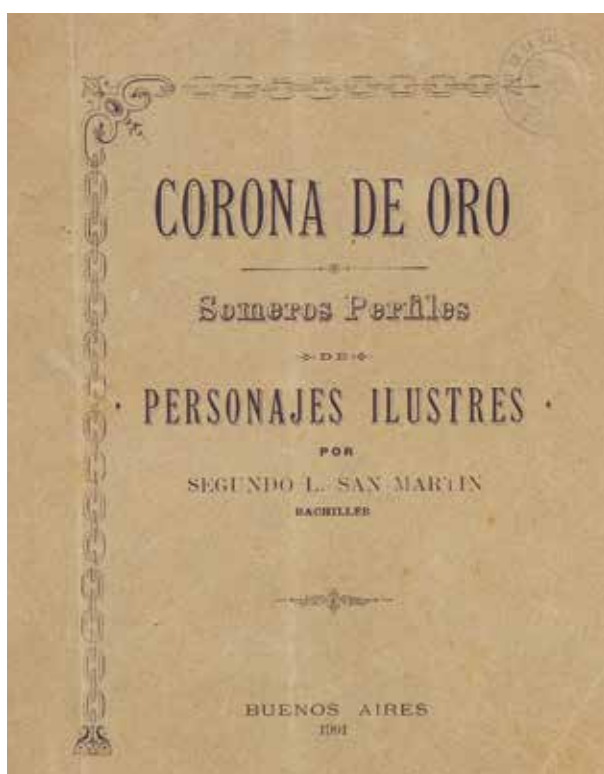 CORONA DE ORO
Someros Perfiles
DE
PERSONAJES ILUSTRES
POR
SEGUNDO L. SAN MARTIN
BACHILLER
BUENOS AIRES
1901